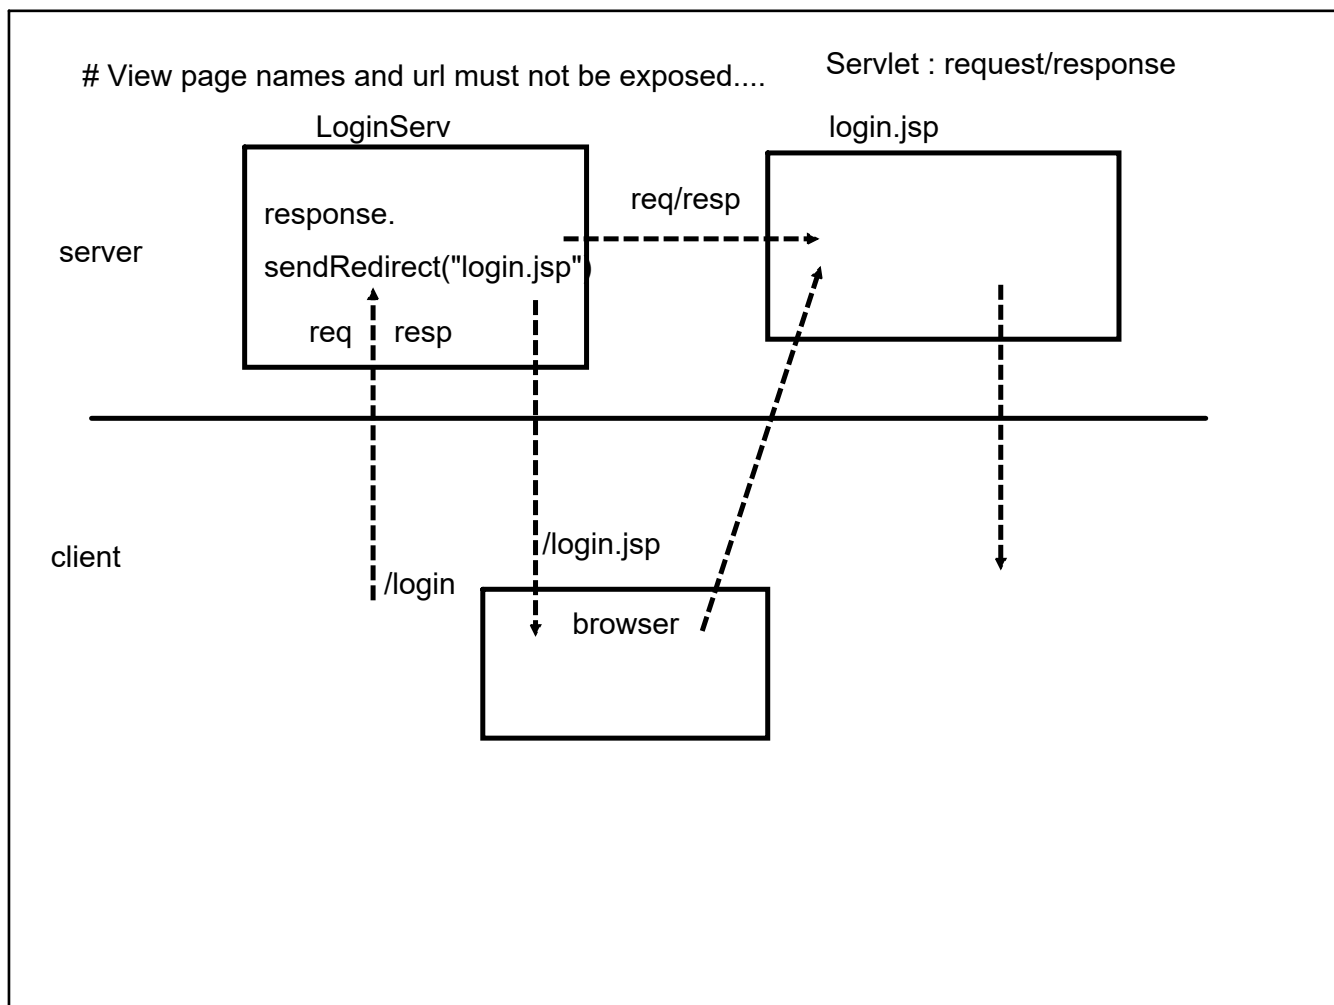 # View page names and url must not be exposed....
Servlet : request/response
LoginServ
login.jsp
response.
req/resp
server
sendRedirect("login.jsp")
req
resp
/login.jsp
client
/login
browser